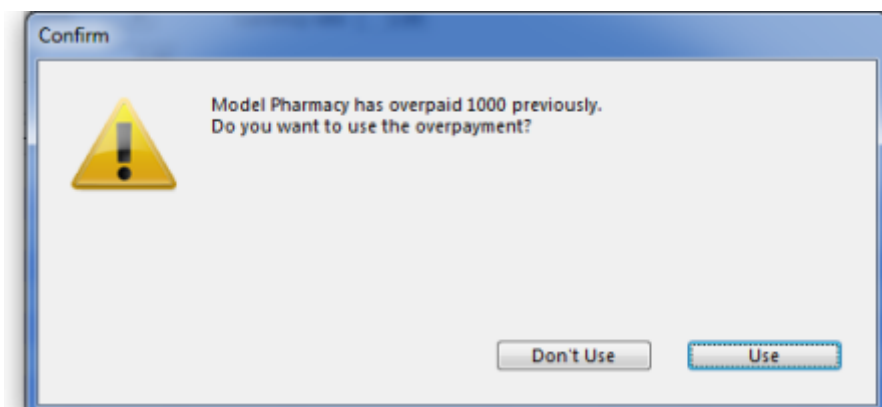 Confirm
Model Pharmacy has overpaid 1000 previously.
Do you want to use the overpayment?
Don't Use
Use